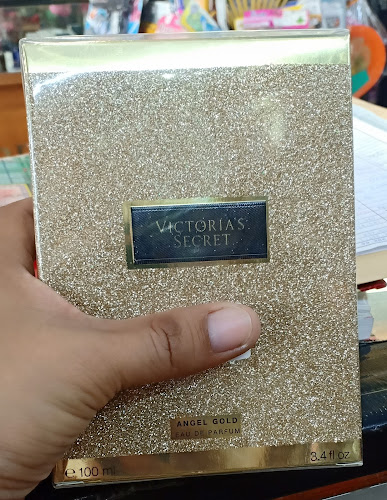 VICTORIA'S
SECRET
ANGEL GOLD
EAU DE PARFUM
℮ 100 ml
3.4 fl oz